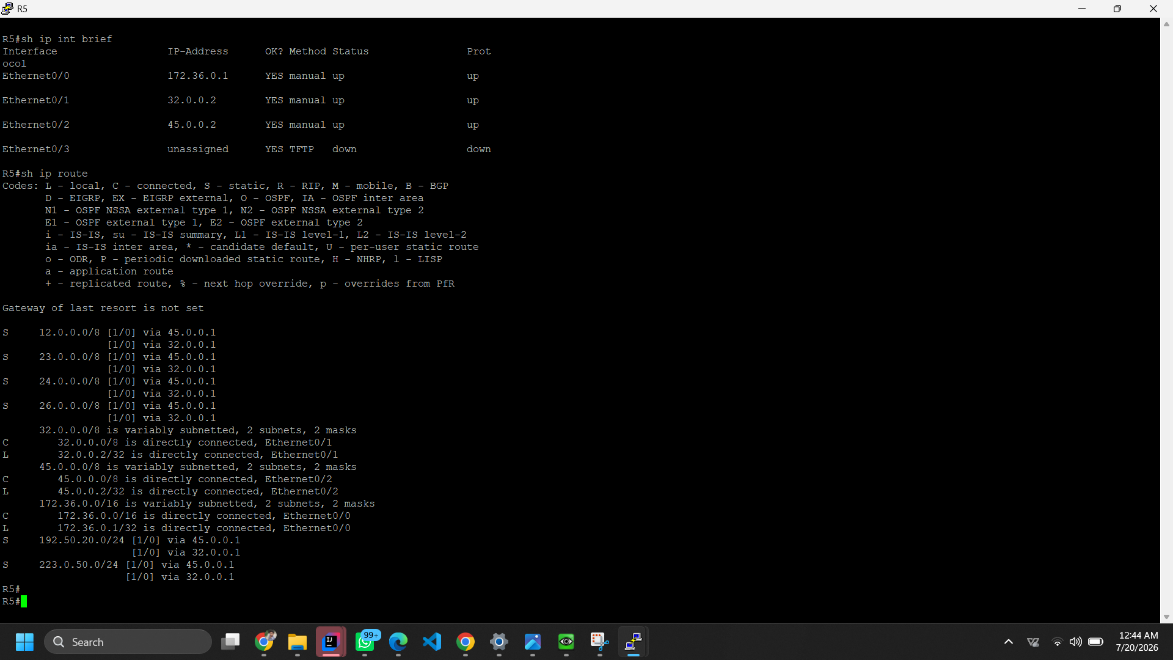 R5
R5#sh ip int brief
Interface                  IP-Address      OK? Method Status                Prot
ocol
Ethernet0/0                172.36.0.1      YES manual up                    up
Ethernet0/1                32.0.0.2        YES manual up                    up
Ethernet0/2                45.0.0.2        YES manual up                    up
Ethernet0/3                unassigned      YES TFTP   down                  down
R5#sh ip route
Codes: L - local, C - connected, S - static, R - RIP, M - mobile, B - BGP
       D - EIGRP, EX - EIGRP external, O - OSPF, IA - OSPF inter area
       N1 - OSPF NSSA external type 1, N2 - OSPF NSSA external type 2
       E1 - OSPF external type 1, E2 - OSPF external type 2
       i - IS-IS, su - IS-IS summary, L1 - IS-IS level-1, L2 - IS-IS level-2
       ia - IS-IS inter area, * - candidate default, U - per-user static route
       o - ODR, P - periodic downloaded static route, H - NHRP, l - LISP
       a - application route
       + - replicated route, % - next hop override, p - overrides from PfR
Gateway of last resort is not set
S     12.0.0.0/8 [1/0] via 45.0.0.1
                 [1/0] via 32.0.0.1
S     23.0.0.0/8 [1/0] via 45.0.0.1
                 [1/0] via 32.0.0.1
S     24.0.0.0/8 [1/0] via 45.0.0.1
                 [1/0] via 32.0.0.1
S     26.0.0.0/8 [1/0] via 45.0.0.1
                 [1/0] via 32.0.0.1
      32.0.0.0/8 is variably subnetted, 2 subnets, 2 masks
C        32.0.0.0/8 is directly connected, Ethernet0/1
L        32.0.0.2/32 is directly connected, Ethernet0/1
      45.0.0.0/8 is variably subnetted, 2 subnets, 2 masks
C        45.0.0.0/8 is directly connected, Ethernet0/2
L        45.0.0.2/32 is directly connected, Ethernet0/2
      172.36.0.0/16 is variably subnetted, 2 subnets, 2 masks
C        172.36.0.0/16 is directly connected, Ethernet0/0
L        172.36.0.1/32 is directly connected, Ethernet0/0
S     192.50.20.0/24 [1/0] via 45.0.0.1
                     [1/0] via 32.0.0.1
S     223.0.50.0/24 [1/0] via 45.0.0.1
                    [1/0] via 32.0.0.1
R5#
R5#
Search
99+
12:44 AM
7/20/2026